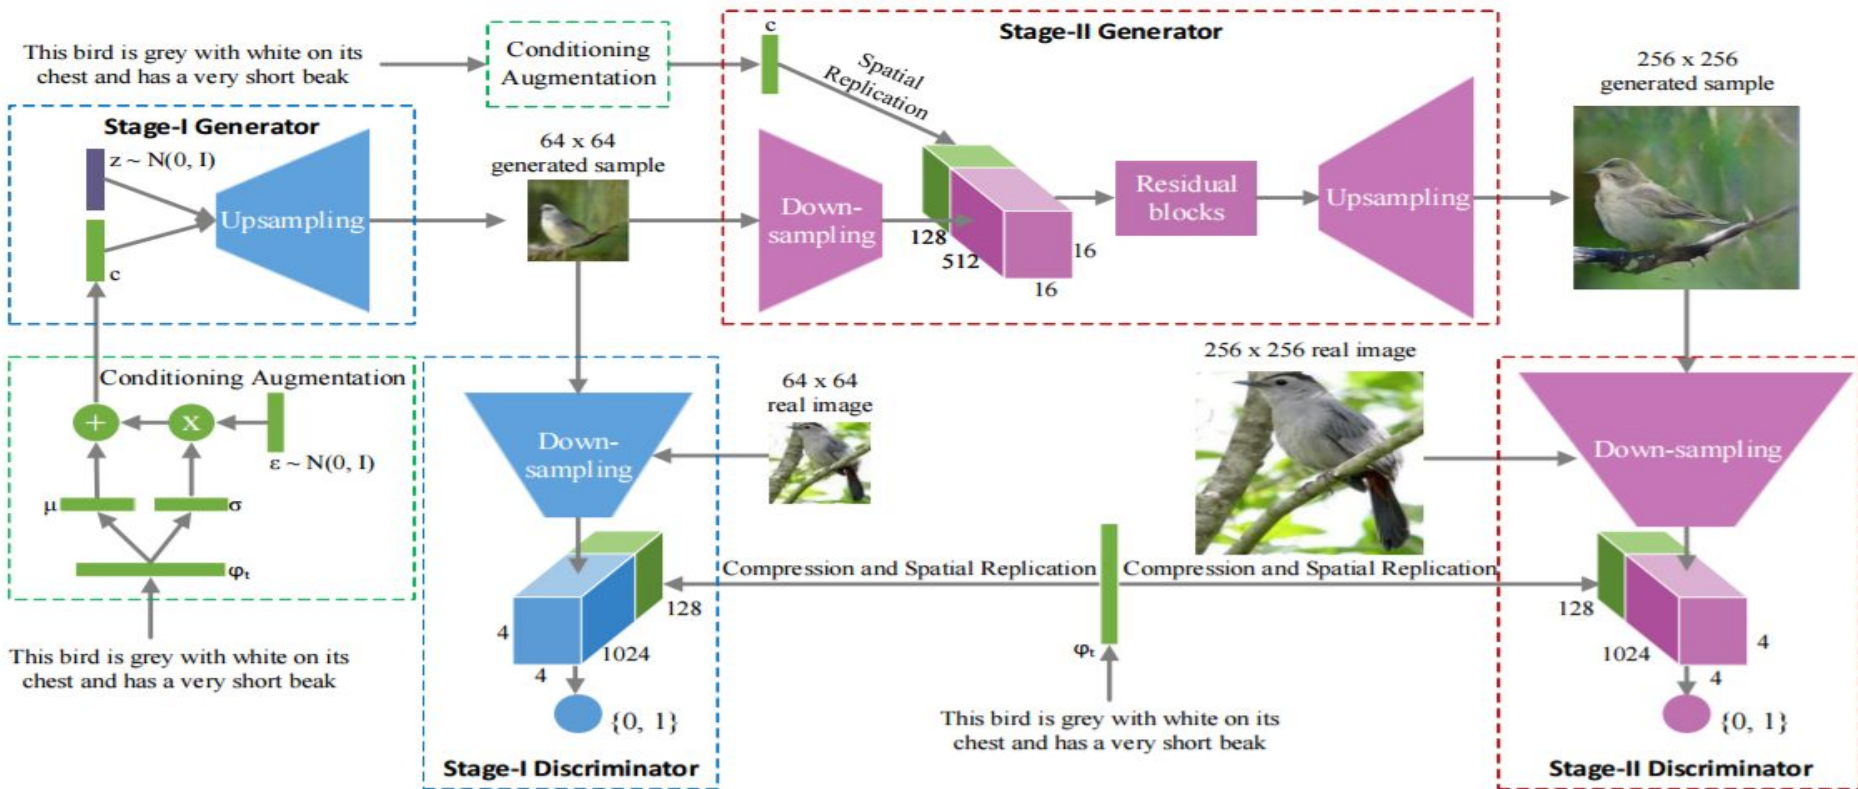 This bird is grey with white on its
chest and has a very short beak
Conditioning
Augmentation
c
Stage-II Generator
Spatial
Replication
256 x 256
generated sample
Stage-I Generator
z ~ N(0, I)
c
Upsampling
64 x 64
generated sample
Down-
sampling
128
512
16
16
Residual
blocks
Upsampling
Conditioning Augmentation
+
x
ε ~ N(0, I)
μ
σ
φt
This bird is grey with white on its
chest and has a very short beak
Down-
sampling
64 x 64
real image
128
1024
4
4
{0, 1}
Stage-I Discriminator
256 x 256 real image
Compression and Spatial Replication
Compression and Spatial Replication
φt
This bird is grey with white on its
chest and has a very short beak
Down-sampling
128
1024
4
4
{0, 1}
Stage-II Discriminator